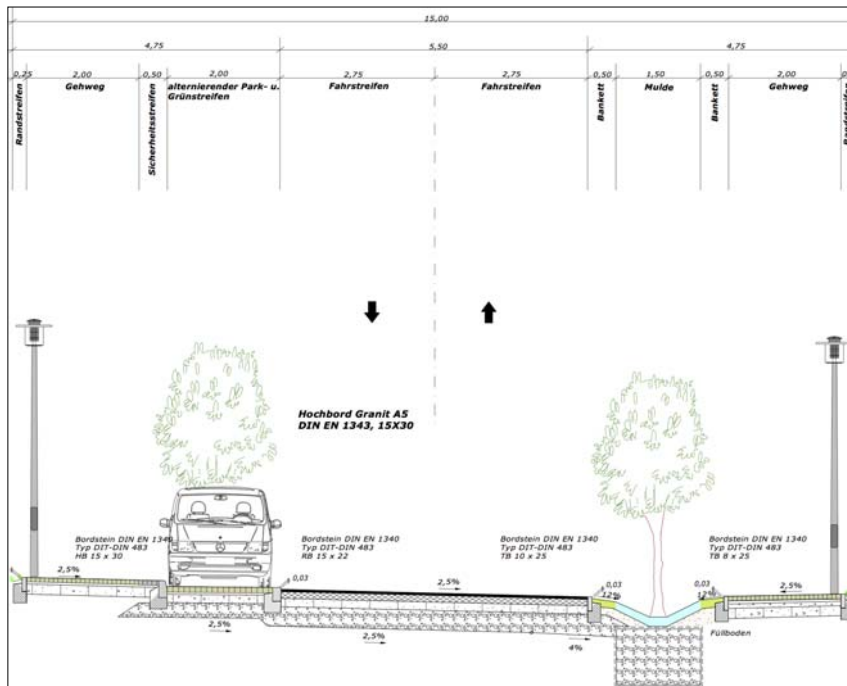 15,00
4,75
5,50
4,75
0,25
2,00
0,50
2,00
2,75
2,75
0,50
1,50
0,50
2,00
Randstreifen
Gehweg
Sicherheitsstreifen
alternierender Park- u.
Grünstreifen
Fahrstreifen
Fahrstreifen
Bankett
Mulde
Bankett
Gehweg
Randstreifen
Hochbord Granit A5
DIN EN 1343, 15X30
Bordstein DIN EN 1340
Typ DIT-DIN 483
HB 15 x 30
Bordstein DIN EN 1340
Typ DIT-DIN 483
RB 15 x 22
Bordstein DIN EN 1340
Typ DIT-DIN 483
TB 10 x 25
Bordstein DIN EN 1340
Typ DIT-DIN 483
TB 8 x 25
2,5%
0,03
2,5%
0,03
12%
0,03
12%
2,5%
2,5%
2,5%
4%
Füllboden